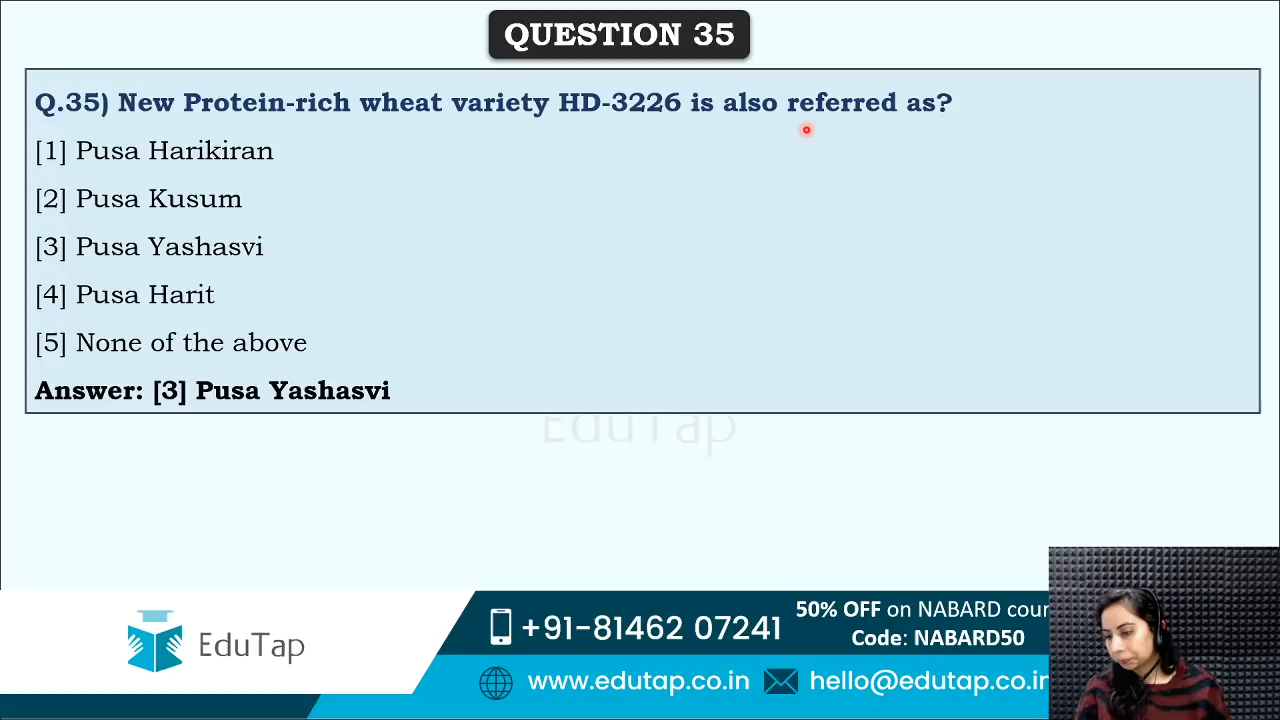 QUESTION 35
Q.35) New Protein-rich wheat variety HD-3226 is also referred as?
[1] Pusa Harikiran
[2] Pusa Kusum
[3] Pusa Yashasvi
[4] Pusa Harit
[5] None of the above
Answer: [3] Pusa Yashasvi
EduTap
EduTap
+91-81462 07241
50% OFF on NABARD cour
Code: NABARD50
www.edutap.co.in
hello@edutap.co.in